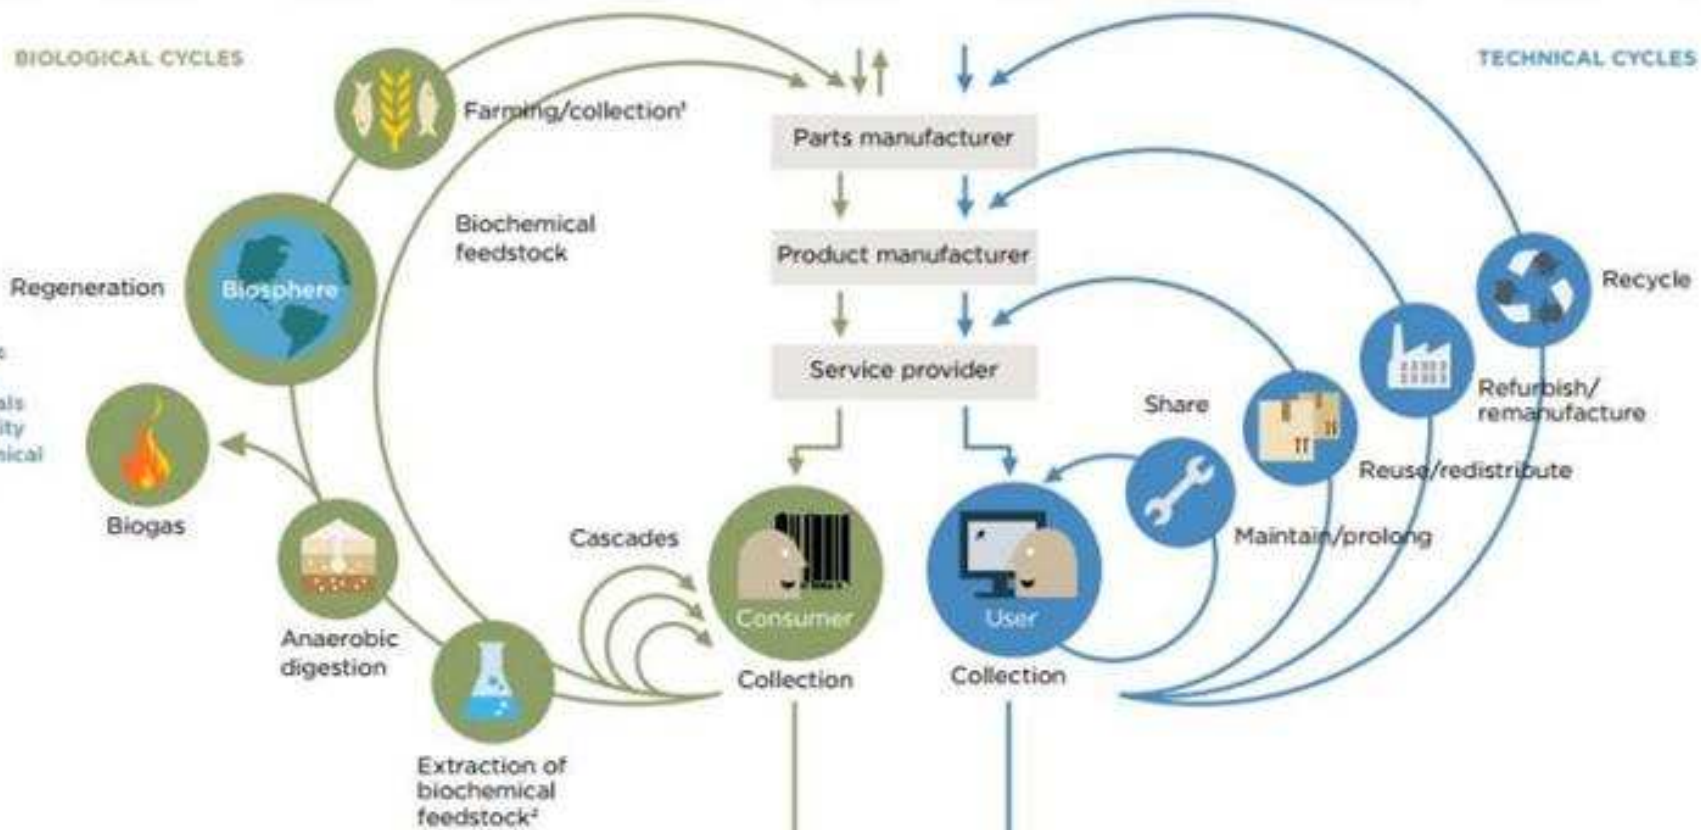 BIOLOGICAL CYCLES
TECHNICAL CYCLES
Farming/collection¹
Parts manufacturer
Biochemical
feedstock
Product manufacturer
Regeneration
Biosphere
Recycle
Service provider
Share
Refurbish/
remanufacture
Reuse/redistribute
Biogas
Cascades
Maintain/prolong
Consumer
User
Anaerobic
digestion
Collection
Collection
Extraction of
biochemical
feedstock²